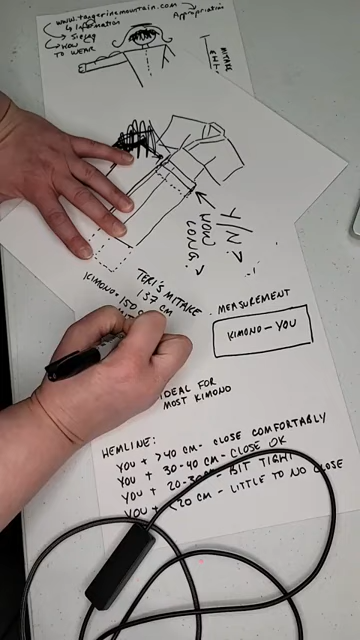 www.tangerinemountain.com
↳ Information
↳ Sizing
↳ How
TO WEAR
Appropriation
MITAKE
Y/N?
HOW
LONG?
TERI'S MITAKE
157 CM
KIMONO- 150
MEASUREMENT
KIMONO - YOU
IDEAL FOR
MOST KIMONO
HEMLINE:
YOU + >40 CM- CLOSE COMFORTABLY
YOU + 30-40 CM- CLOSE OK
YOU + 20-30 BIT TIGHT
YOU + <20 CM - LITTLE TO NO CLOSE